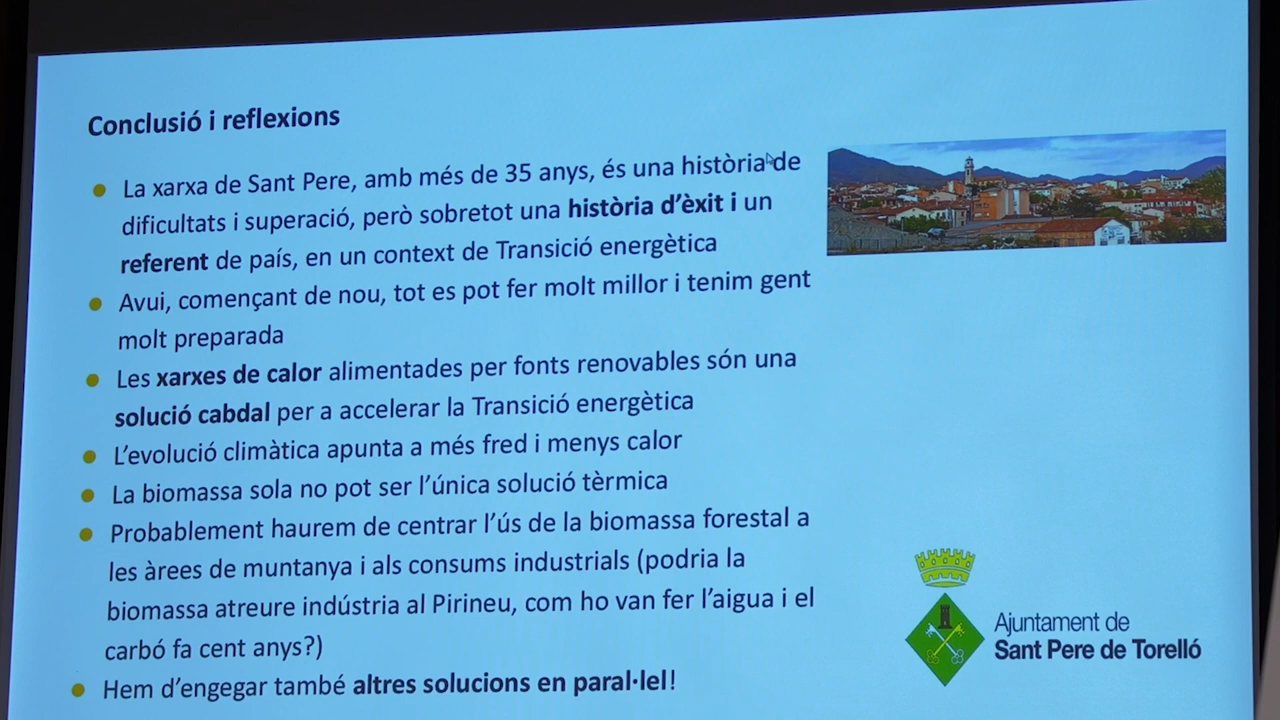 Conclusió i reflexions
La xarxa de Sant Pere, amb més de 35 anys, és una història de
dificultats i superació, però sobretot una història d'èxit i un
referent de país, en un context de Transició energètica
Avui, començant de nou, tot es pot fer molt millor i tenim gent
molt preparada
Les xarxes de calor alimentades per fonts renovables són una
solució cabdal per a accelerar la Transició energètica
L'evolució climàtica apunta a més fred i menys calor
La biomassa sola no pot ser l'única solució tèrmica
Probablement haurem de centrar l'ús de la biomassa forestal a
les àrees de muntanya i als consums industrials (podria la
biomassa atreure indústria al Pirineu, com ho van fer l'aigua i el
carbó fa cent anys?)
Hem d'engegar també altres solucions en paral·lel!
Ajuntament de
Sant Pere de Torelló